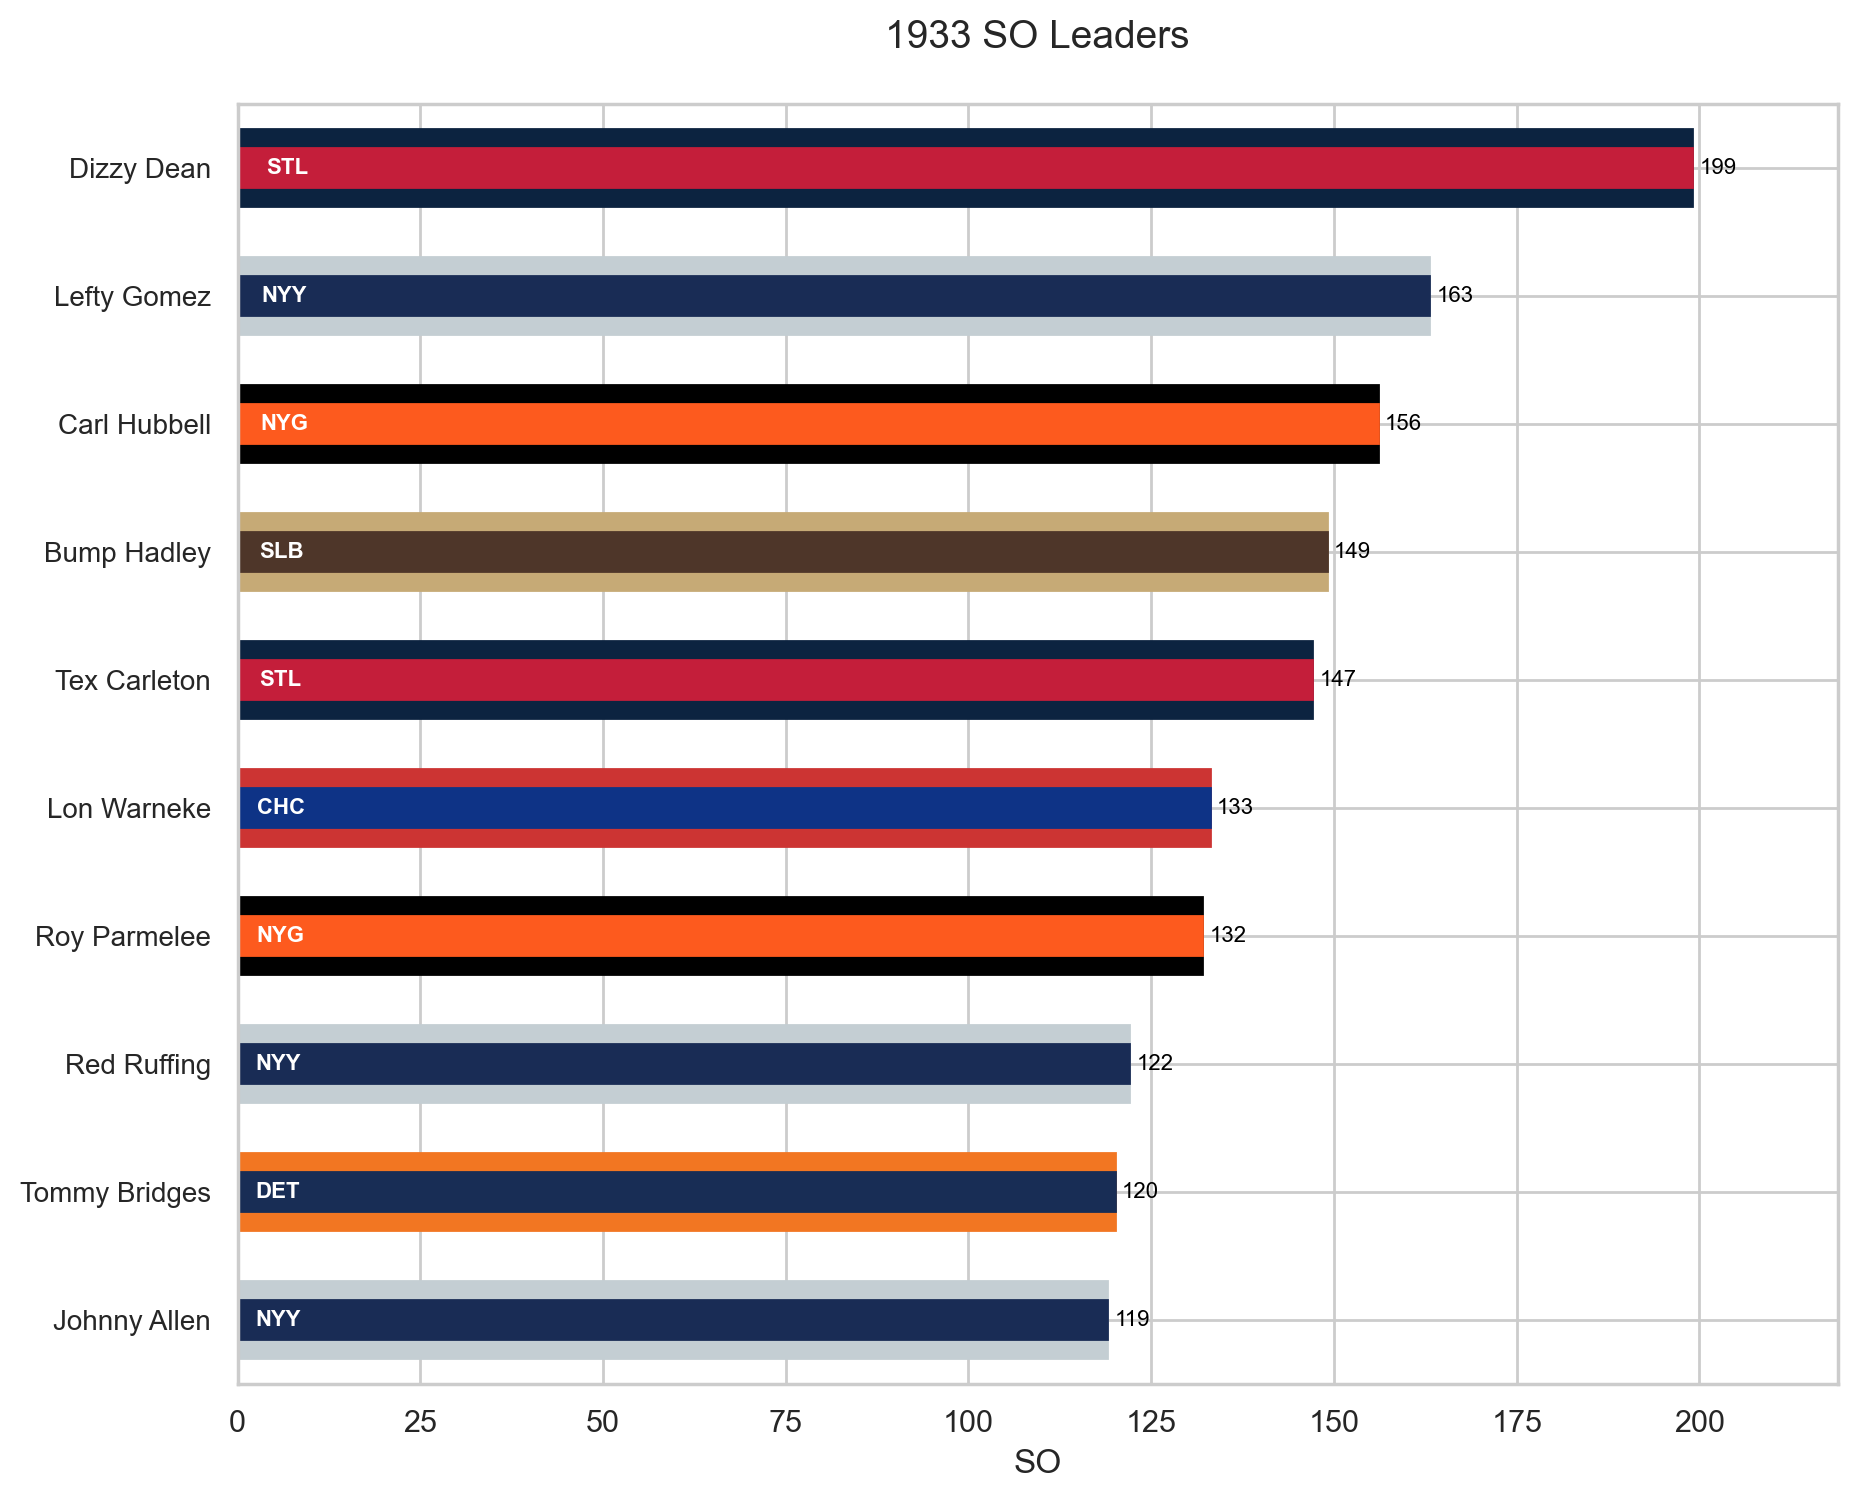 1933 SO Leaders
Dizzy Dean STL 199
Lefty Gomez NYY 163
Carl Hubbell NYG 156
Bump Hadley SLB 149
Tex Carleton STL 147
Lon Warneke CHC 133
Roy Parmelee NYG 132
Red Ruffing NYY 122
Tommy Bridges DET 120
Johnny Allen NYY 119
0 25 50 75 100 125 150 175 200
SO